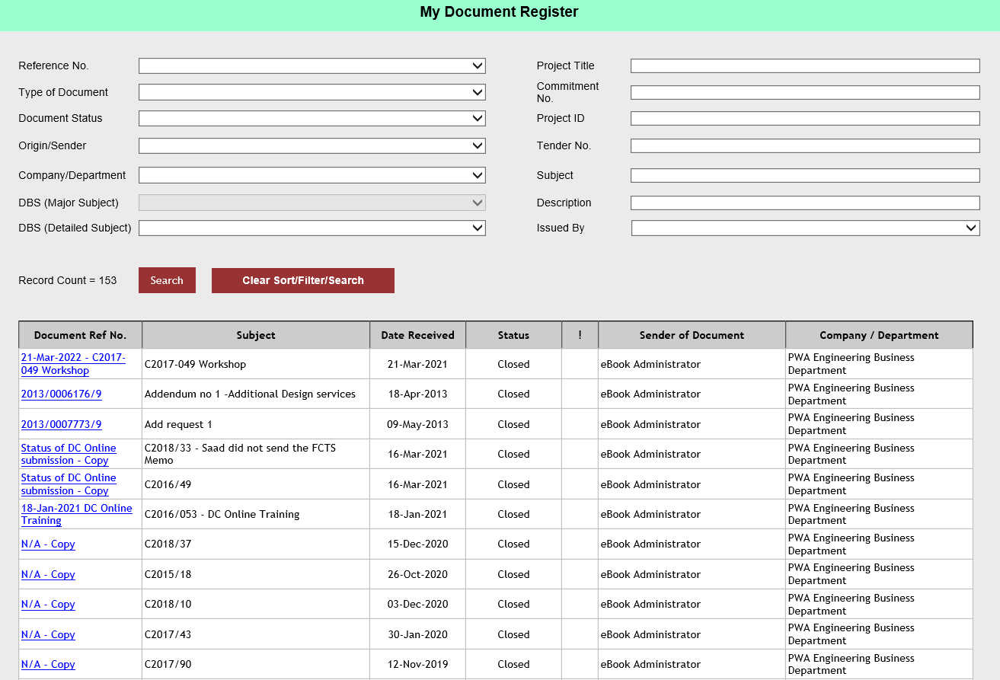 My Document Register
Reference No. Project Title
Type of Document Commitment No.
Document Status Project ID
Origin/Sender Tender No.
Company/Department Subject
DBS (Major Subject) Description
DBS (Detailed Subject) Issued By
Record Count = 153 Search Clear Sort/Filter/Search
Document Ref No. Subject Date Received Status ! Sender of Document Company / Department
21-Mar-2022 - C2017-049 Workshop C2017-049 Workshop 21-Mar-2021 Closed eBook Administrator PWA Engineering Business Department
2013/0006176/9 Addendum no 1 -Additional Design services 18-Apr-2013 Closed eBook Administrator PWA Engineering Business Department
2013/0007773/9 Add request 1 09-May-2013 Closed eBook Administrator PWA Engineering Business Department
Status of DC Online submission - Copy C2018/33 - Saad did not send the FCTS Memo 16-Mar-2021 Closed eBook Administrator PWA Engineering Business Department
Status of DC Online submission - Copy C2016/49 16-Mar-2021 Closed eBook Administrator PWA Engineering Business Department
18-Jan-2021 DC Online Training C2016/053 - DC Online Training 18-Jan-2021 Closed eBook Administrator PWA Engineering Business Department
N/A - Copy C2018/37 15-Dec-2020 Closed eBook Administrator PWA Engineering Business Department
N/A - Copy C2015/18 26-Oct-2020 Closed eBook Administrator PWA Engineering Business Department
N/A - Copy C2018/10 03-Dec-2020 Closed eBook Administrator PWA Engineering Business Department
N/A - Copy C2017/43 30-Jan-2020 Closed eBook Administrator PWA Engineering Business Department
N/A - Copy C2017/90 12-Nov-2019 Closed eBook Administrator PWA Engineering Business Department